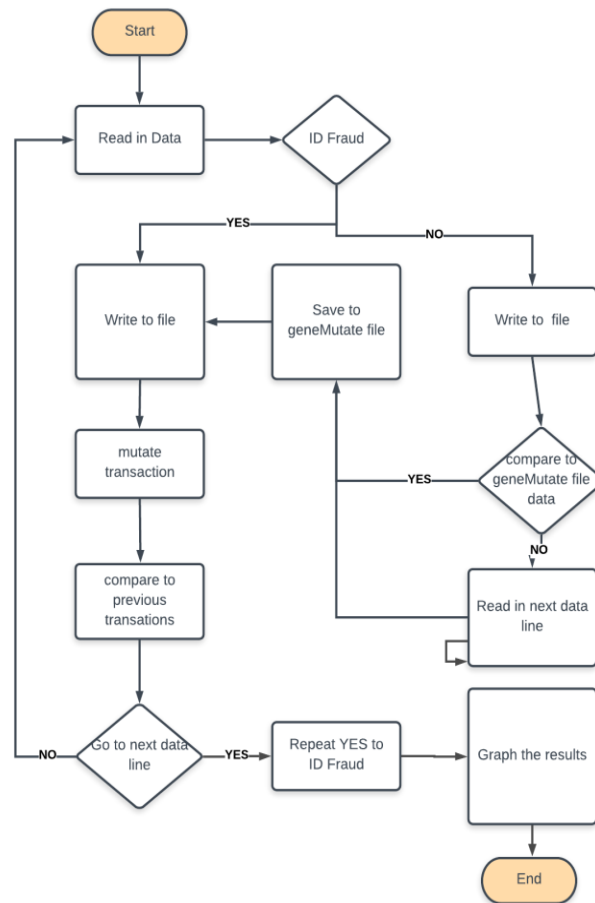 Start
Read in Data
ID Fraud
YES
NO
Write to file
Save to
geneMutate file
Write to file
mutate
transaction
compare to
geneMutate file
data
YES
NO
compare to
previous
transations
Read in next data
line
Go to next data
line
NO
YES
Repeat YES to
ID Fraud
Graph the results
End